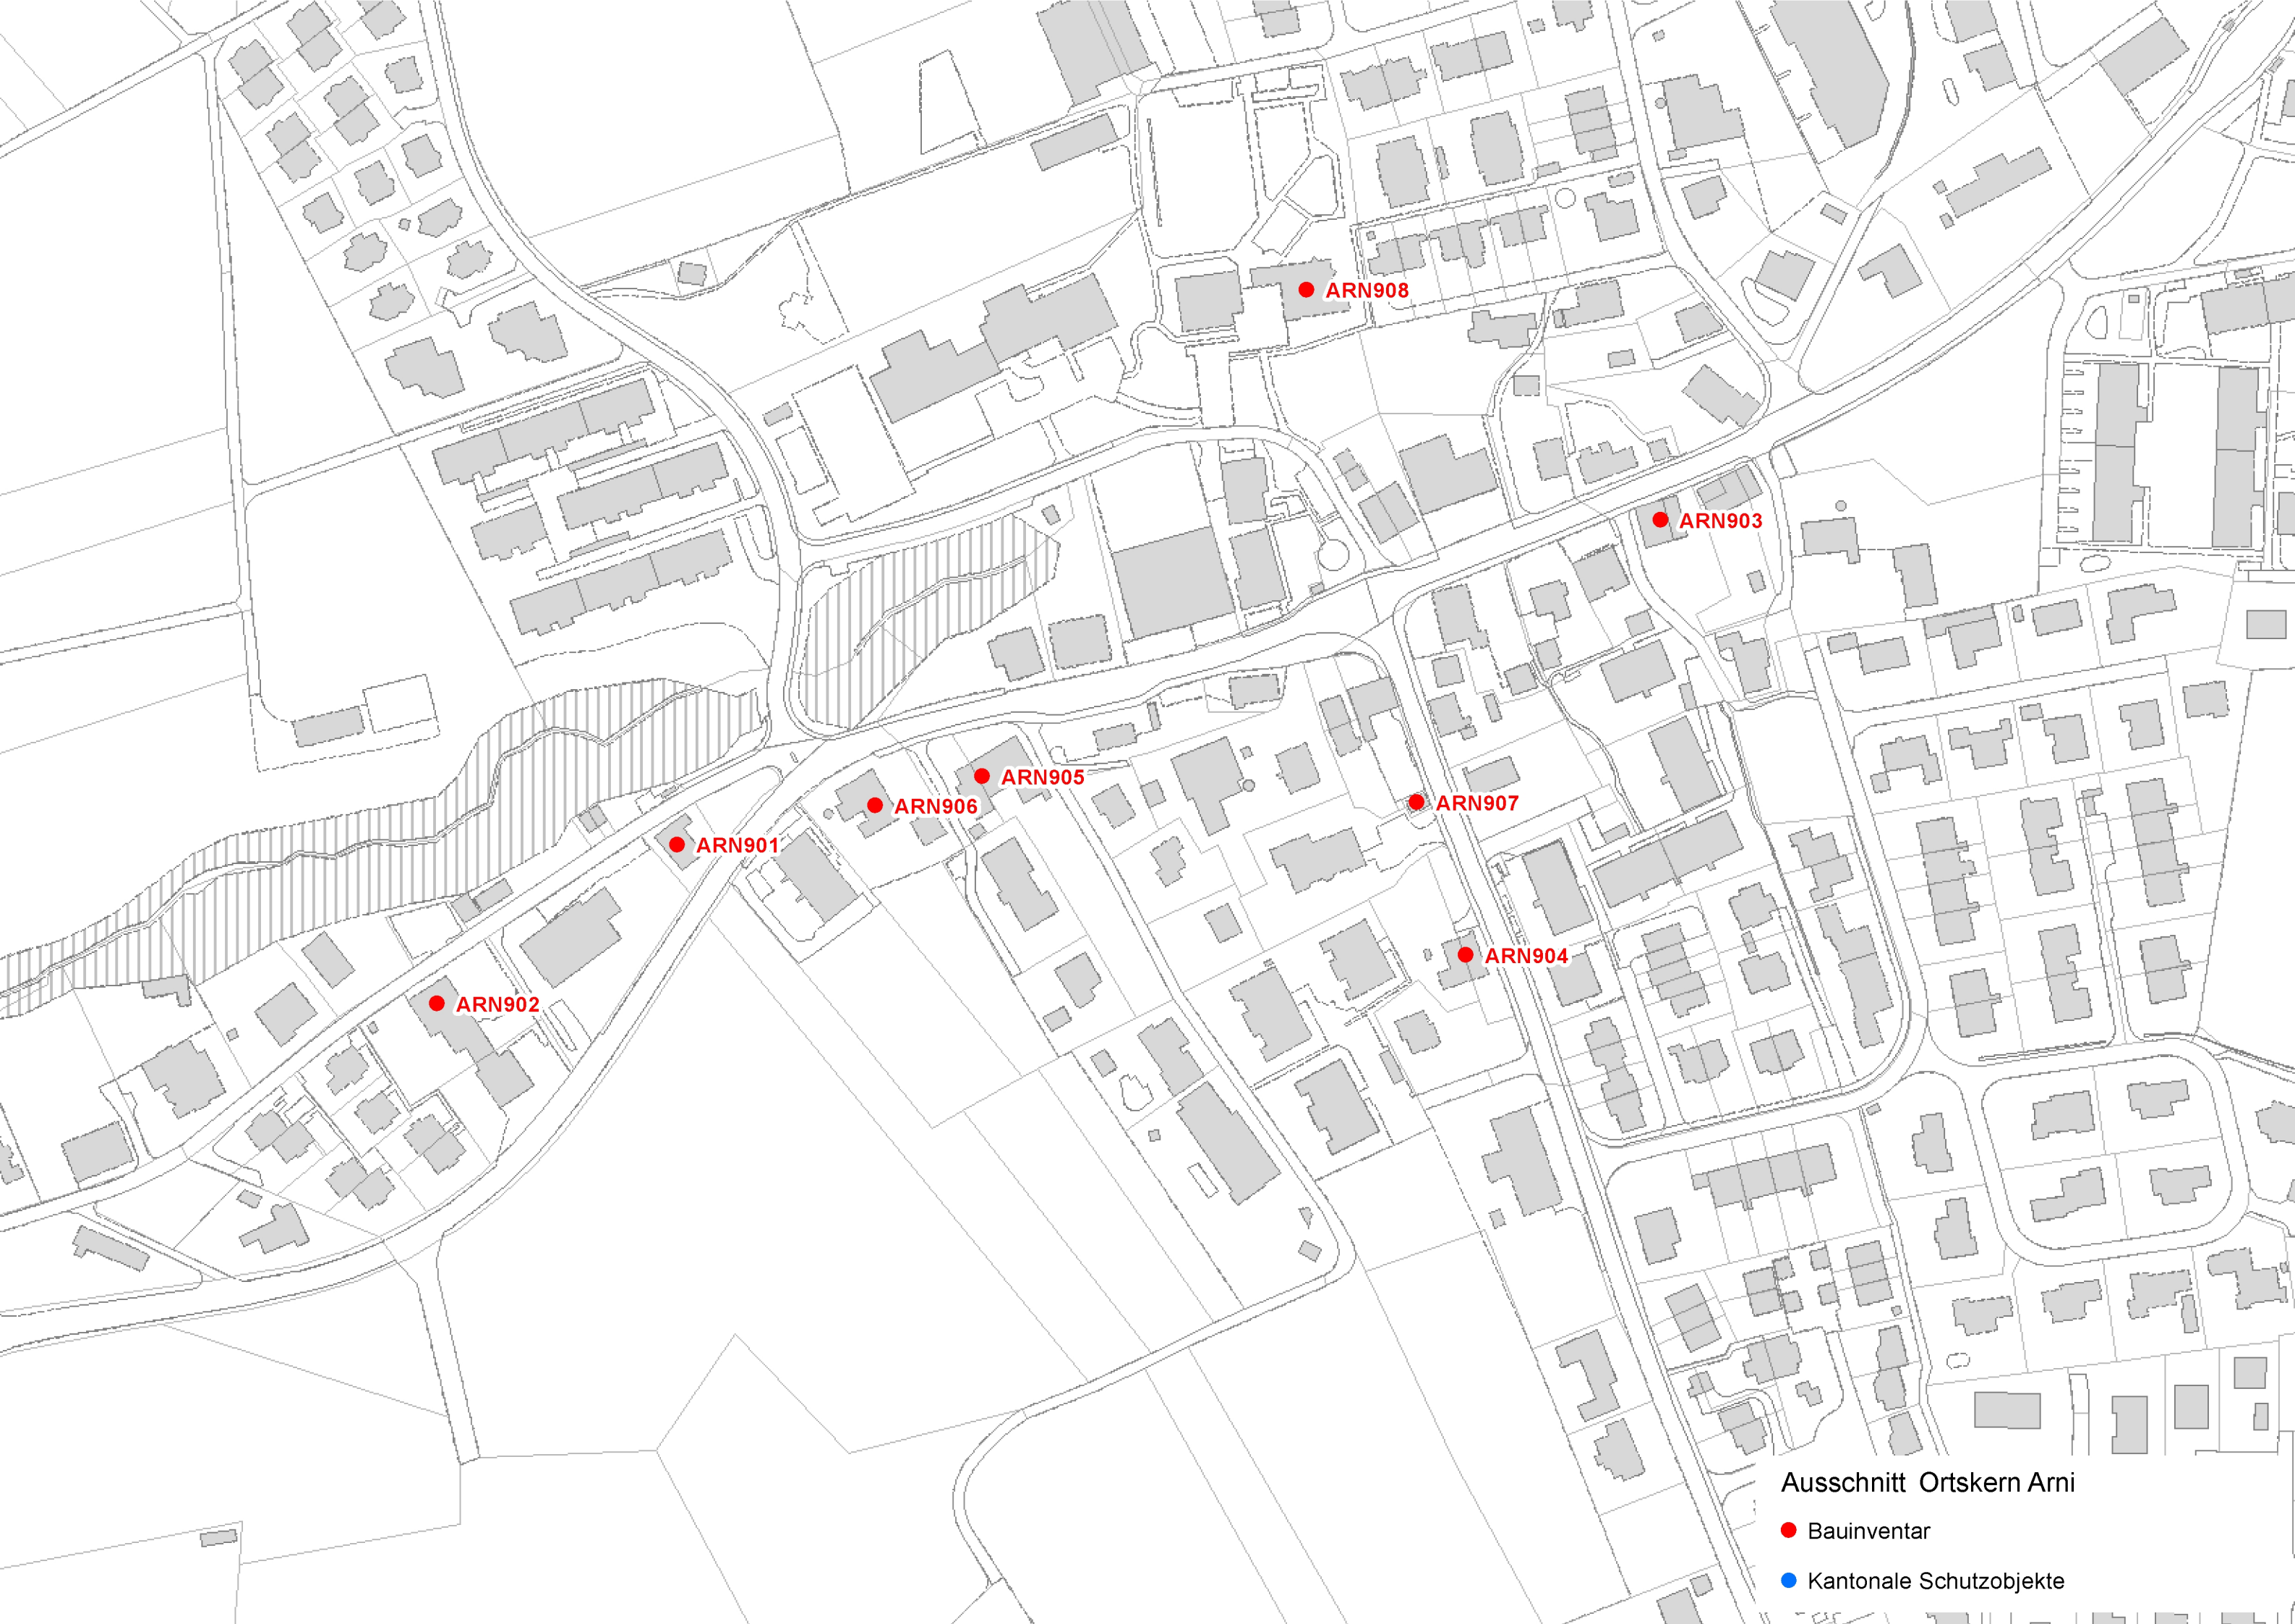 ARN908
ARN903
ARN905
ARN906
ARN907
ARN901
ARN904
ARN902
Ausschnitt Ortskern Arni
Bauinventar
Kantonale Schutzobjekte